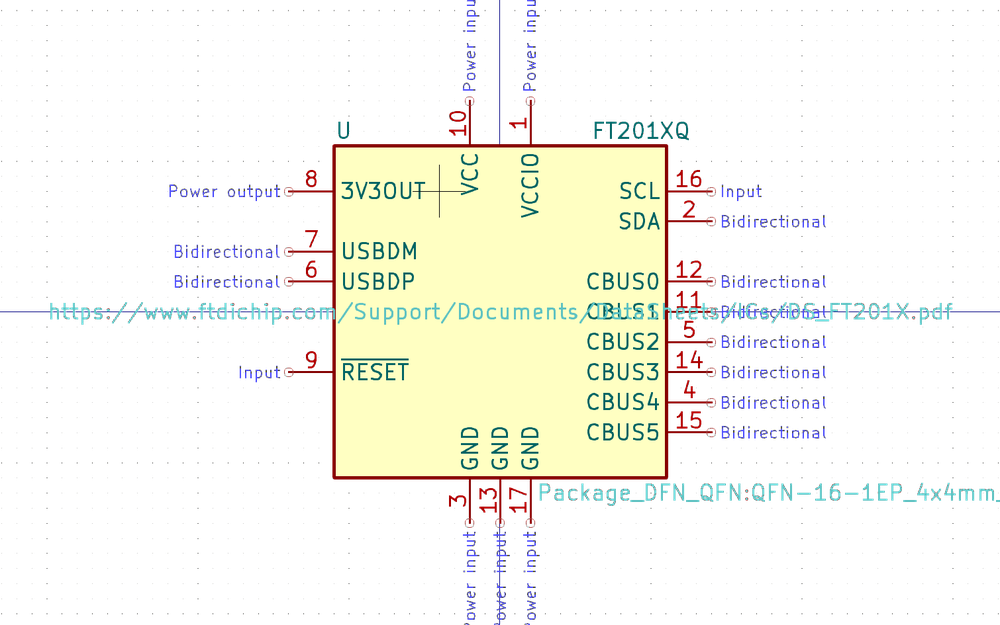 Power input
Power input
10
1
U
FT201XQ
VCC
VCCIO
Power output
8
3V3OUT
SCL
16
Input
SDA
2
Bidirectional
Bidirectional
7
USBDM
Bidirectional
6
USBDP
CBUS0
12
Bidirectional
https://www.ftdichip.com/Support/Documents/DataSheets/ICs/DS_FT201X.pdf
CBUS1
11
Bidirectional
CBUS2
5
Bidirectional
Input
9
RESET
CBUS3
14
Bidirectional
CBUS4
4
Bidirectional
CBUS5
15
Bidirectional
GND
GND
GND
3
13
17
Package_DFN_QFN:QFN-16-1EP_4x4mm_
Power input
Power input
Power input